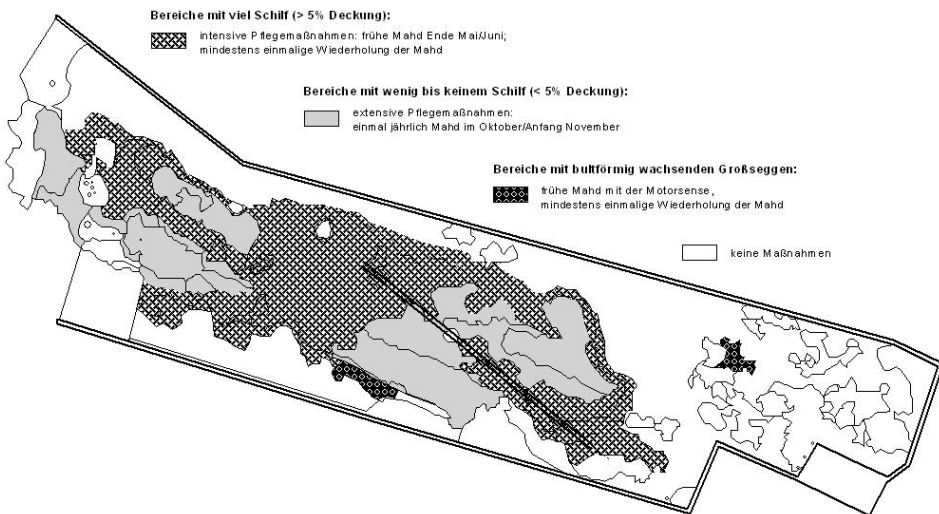 Bereiche mit viel Schilf (> 5% Deckung):
intensive Pflegemaßnahmen: frühe Mahd Ende Mai/Juni;
mindestens einmalige Wiederholung der Mahd
Bereiche mit wenig bis keinem Schilf (< 5% Deckung):
extensive Pflegemaßnahmen:
einmal jährlich Mahd im Oktober/Anfang November
Bereiche mit bultförmig wachsenden Großseggen:
frühe Mahd mit der Motorsense,
mindestens einmalige Wiederholung der Mahd
keine Maßnahmen